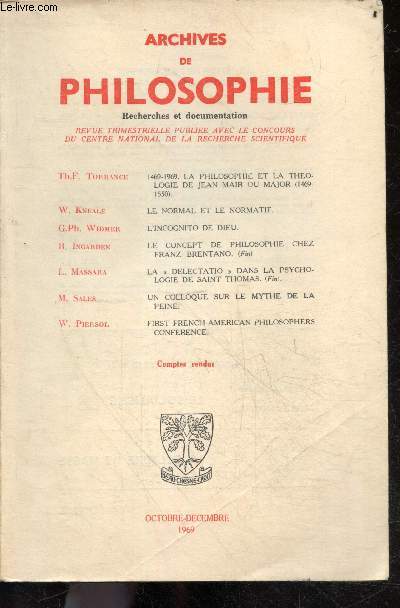 Le-livre.com
ARCHIVES
DE
PHILOSOPHIE
Recherches et documentation
REVUE TRIMESTRIELLE PUBLIEE AVEC LE CONCOURS
DU CENTRE NATIONAL DE LA RECHERCHE SCIENTIFIQUE
Th.F. Torrance 1469-1969. LA PHILOSOPHIE ET LA THEO-
LOGIE DE JEAN MAIR OU MAJOR (1469-
1550).
W. Kneale LE NORMAL ET LE NORMATIF.
G.Ph. Widmer L'INCOGNITO DE DIEU.
R. Ingarden LE CONCEPT DE PHILOSOPHIE CHEZ
FRANZ BRENTANO. (Fin)
L. Massara LA « DELECTATIO » DANS LA PSYCHO-
LOGIE DE SAINT THOMAS. (Fin).
M. Sales UN COLLOQUE SUR LE MYTHE DE LA
PEINE.
W. Piersol FIRST FRENCH-AMERICAN PHILOSOPHERS
CONFERENCE.
Comptes rendus
OCTOBRE-DECEMBRE
1969